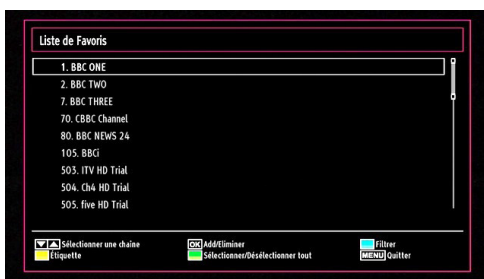 Liste de Favoris
1. BBC ONE
2. BBC TWO
7. BBC THREE
70. CBBC Channel
80. BBC NEWS 24
105. BBCi
503. ITV HD Trial
504. Ch4 HD Trial
505. five HD Trial
Sélectionner une chaine OK Add/Eliminer Filtrer
Étiquette Sélectionner/Désélectionner tout MENU Quitter